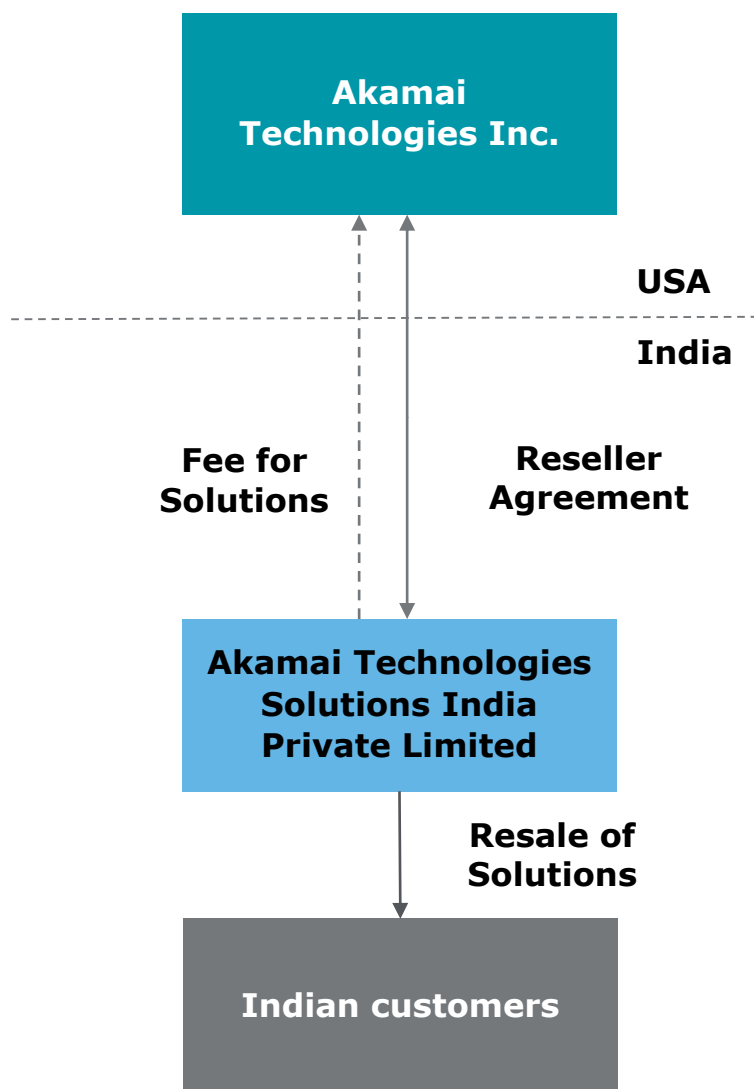 Akamai
Technologies Inc.
USA
India
Fee for
Solutions
Reseller
Agreement
Akamai Technologies
Solutions India
Private Limited
Resale of
Solutions
Indian customers